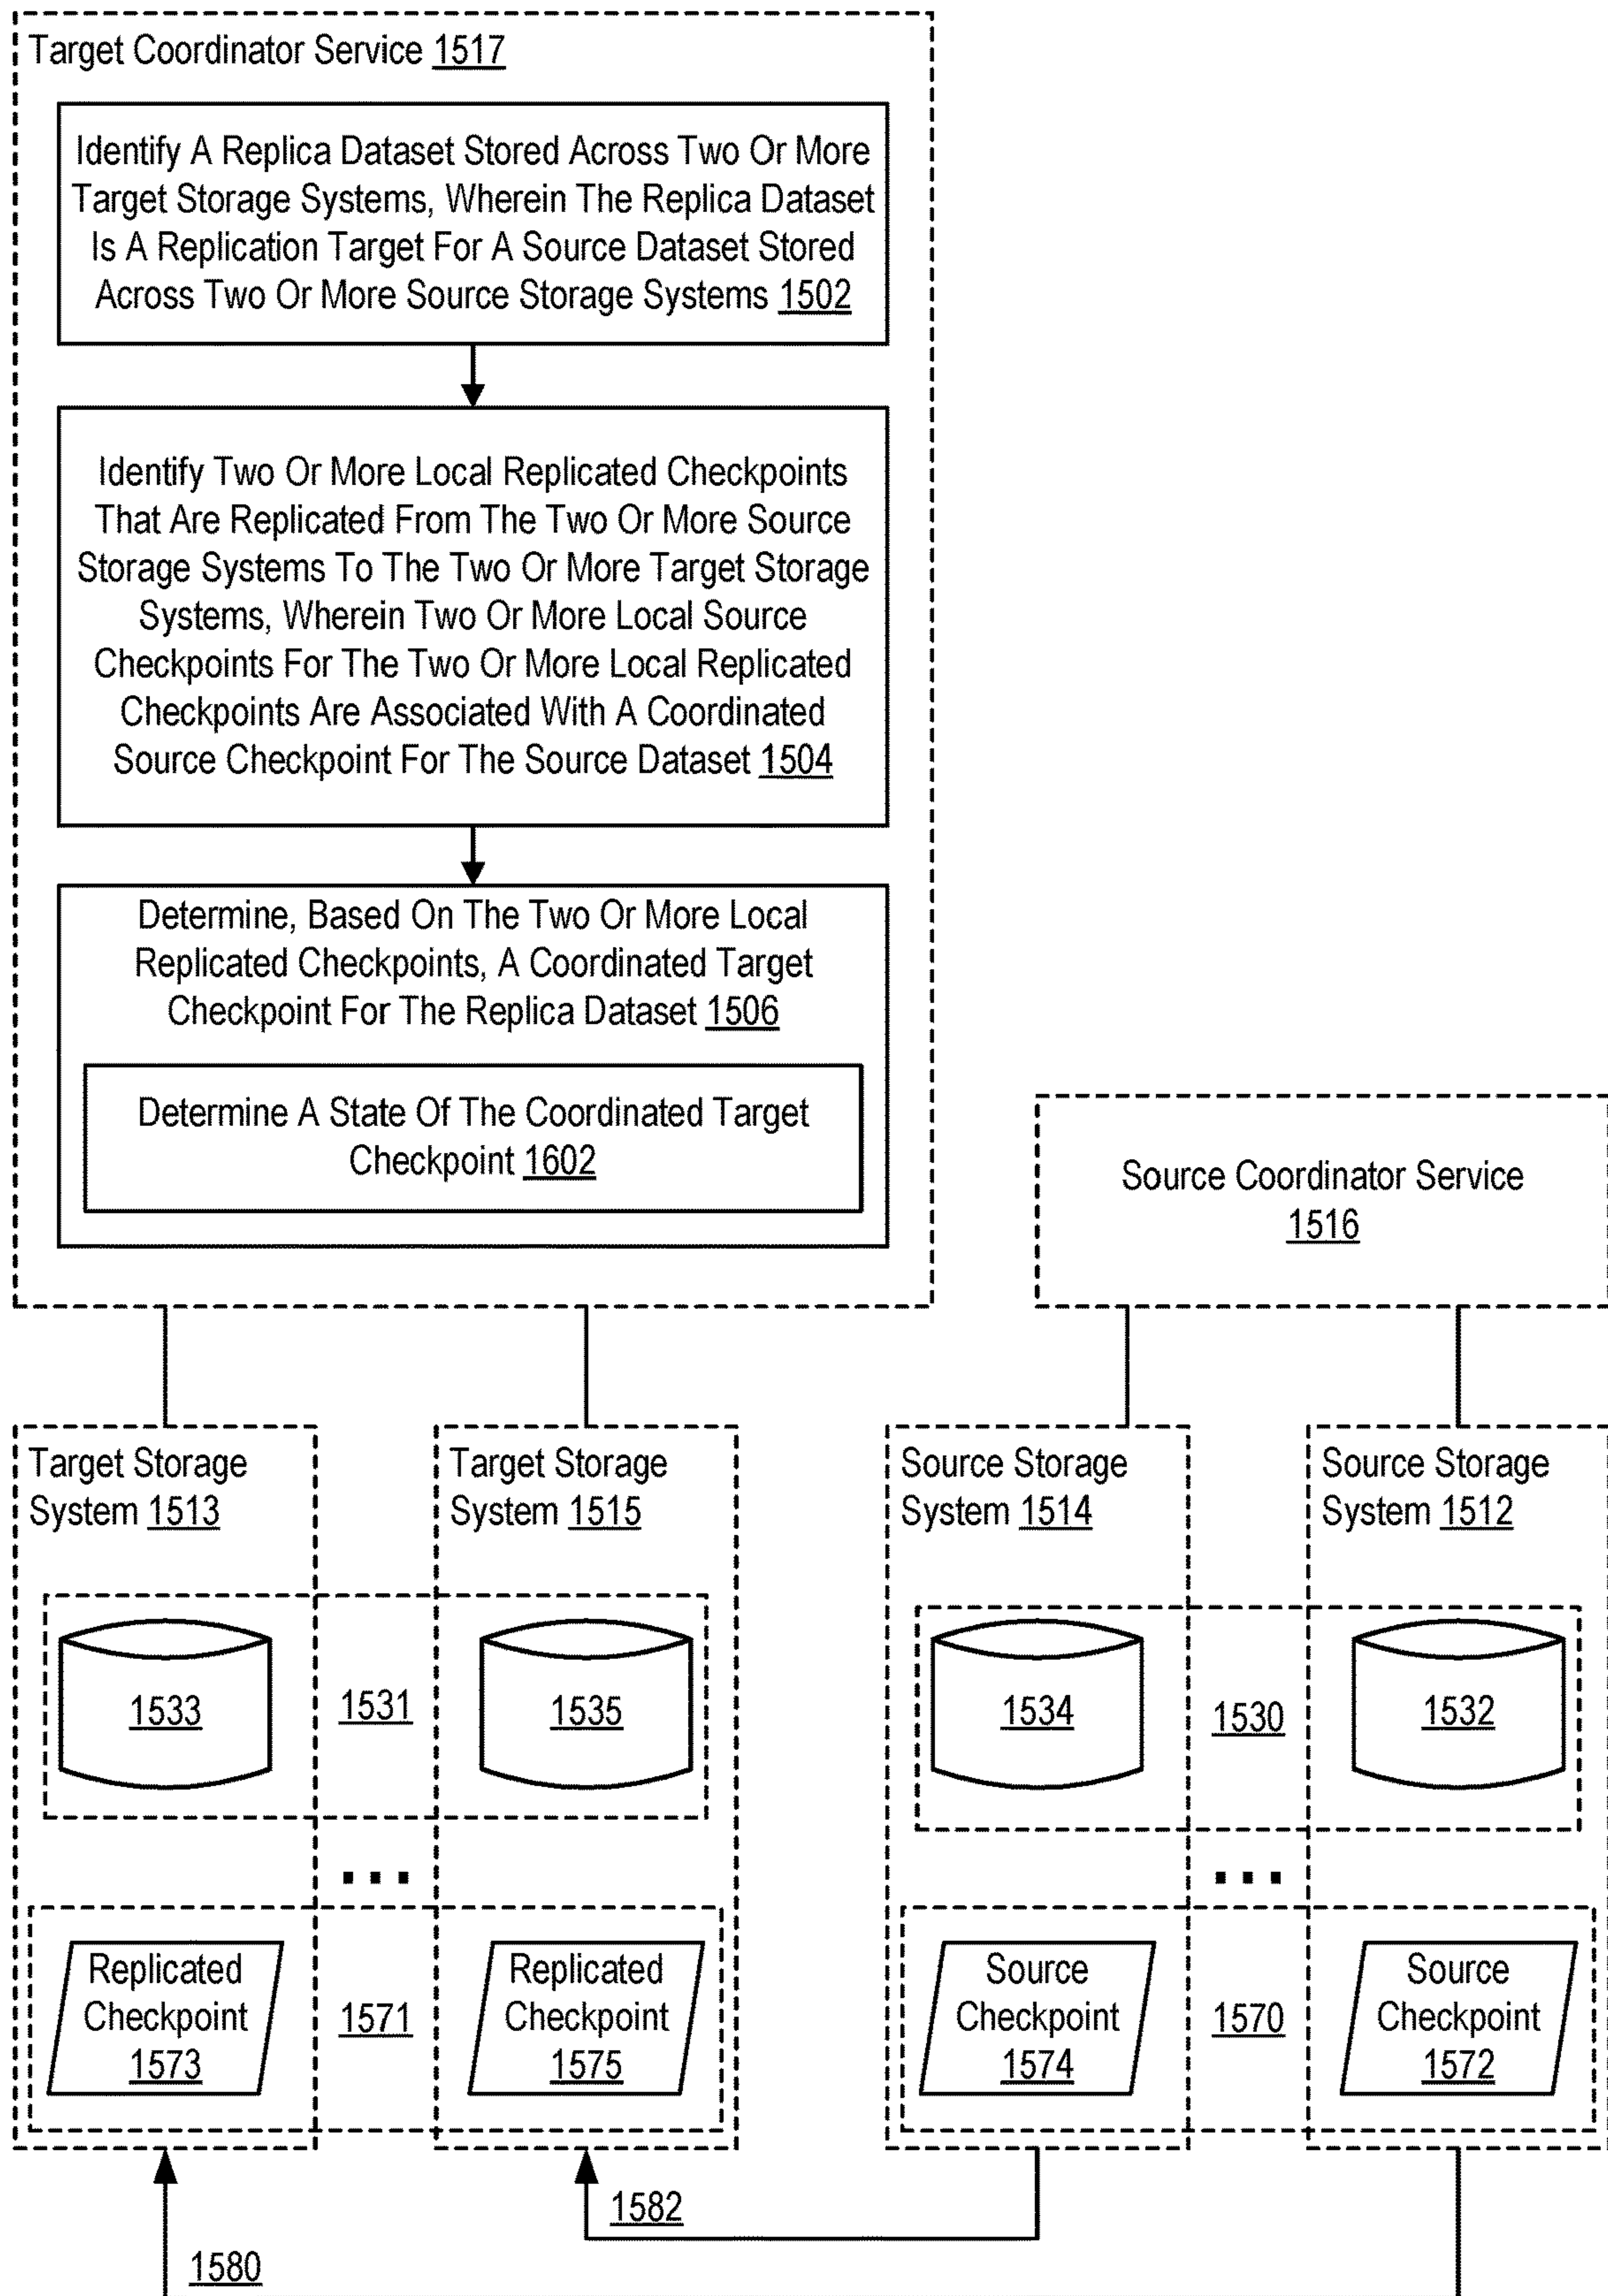 Target Coordinator Service 1517
Identify A Replica Dataset Stored Across Two Or More
Target Storage Systems, Wherein The Replica Dataset
Is A Replication Target For A Source Dataset Stored
Across Two Or More Source Storage Systems 1502
Identify Two Or More Local Replicated Checkpoints
That Are Replicated From The Two Or More Source
Storage Systems To The Two Or More Target Storage
Systems, Wherein Two Or More Local Source
Checkpoints For The Two Or More Local Replicated
Checkpoints Are Associated With A Coordinated
Source Checkpoint For The Source Dataset 1504
Determine, Based On The Two Or More Local
Replicated Checkpoints, A Coordinated Target
Checkpoint For The Replica Dataset 1506
Determine A State Of The Coordinated Target
Checkpoint 1602
Source Coordinator Service
1516
Target Storage
System 1513
Target Storage
System 1515
Source Storage
System 1514
Source Storage
System 1512
1533
1531
1535
1534
1530
1532
...
...
Replicated
Checkpoint
1573
1571
Replicated
Checkpoint
1575
Source
Checkpoint
1574
1570
Source
Checkpoint
1572
1582
1580